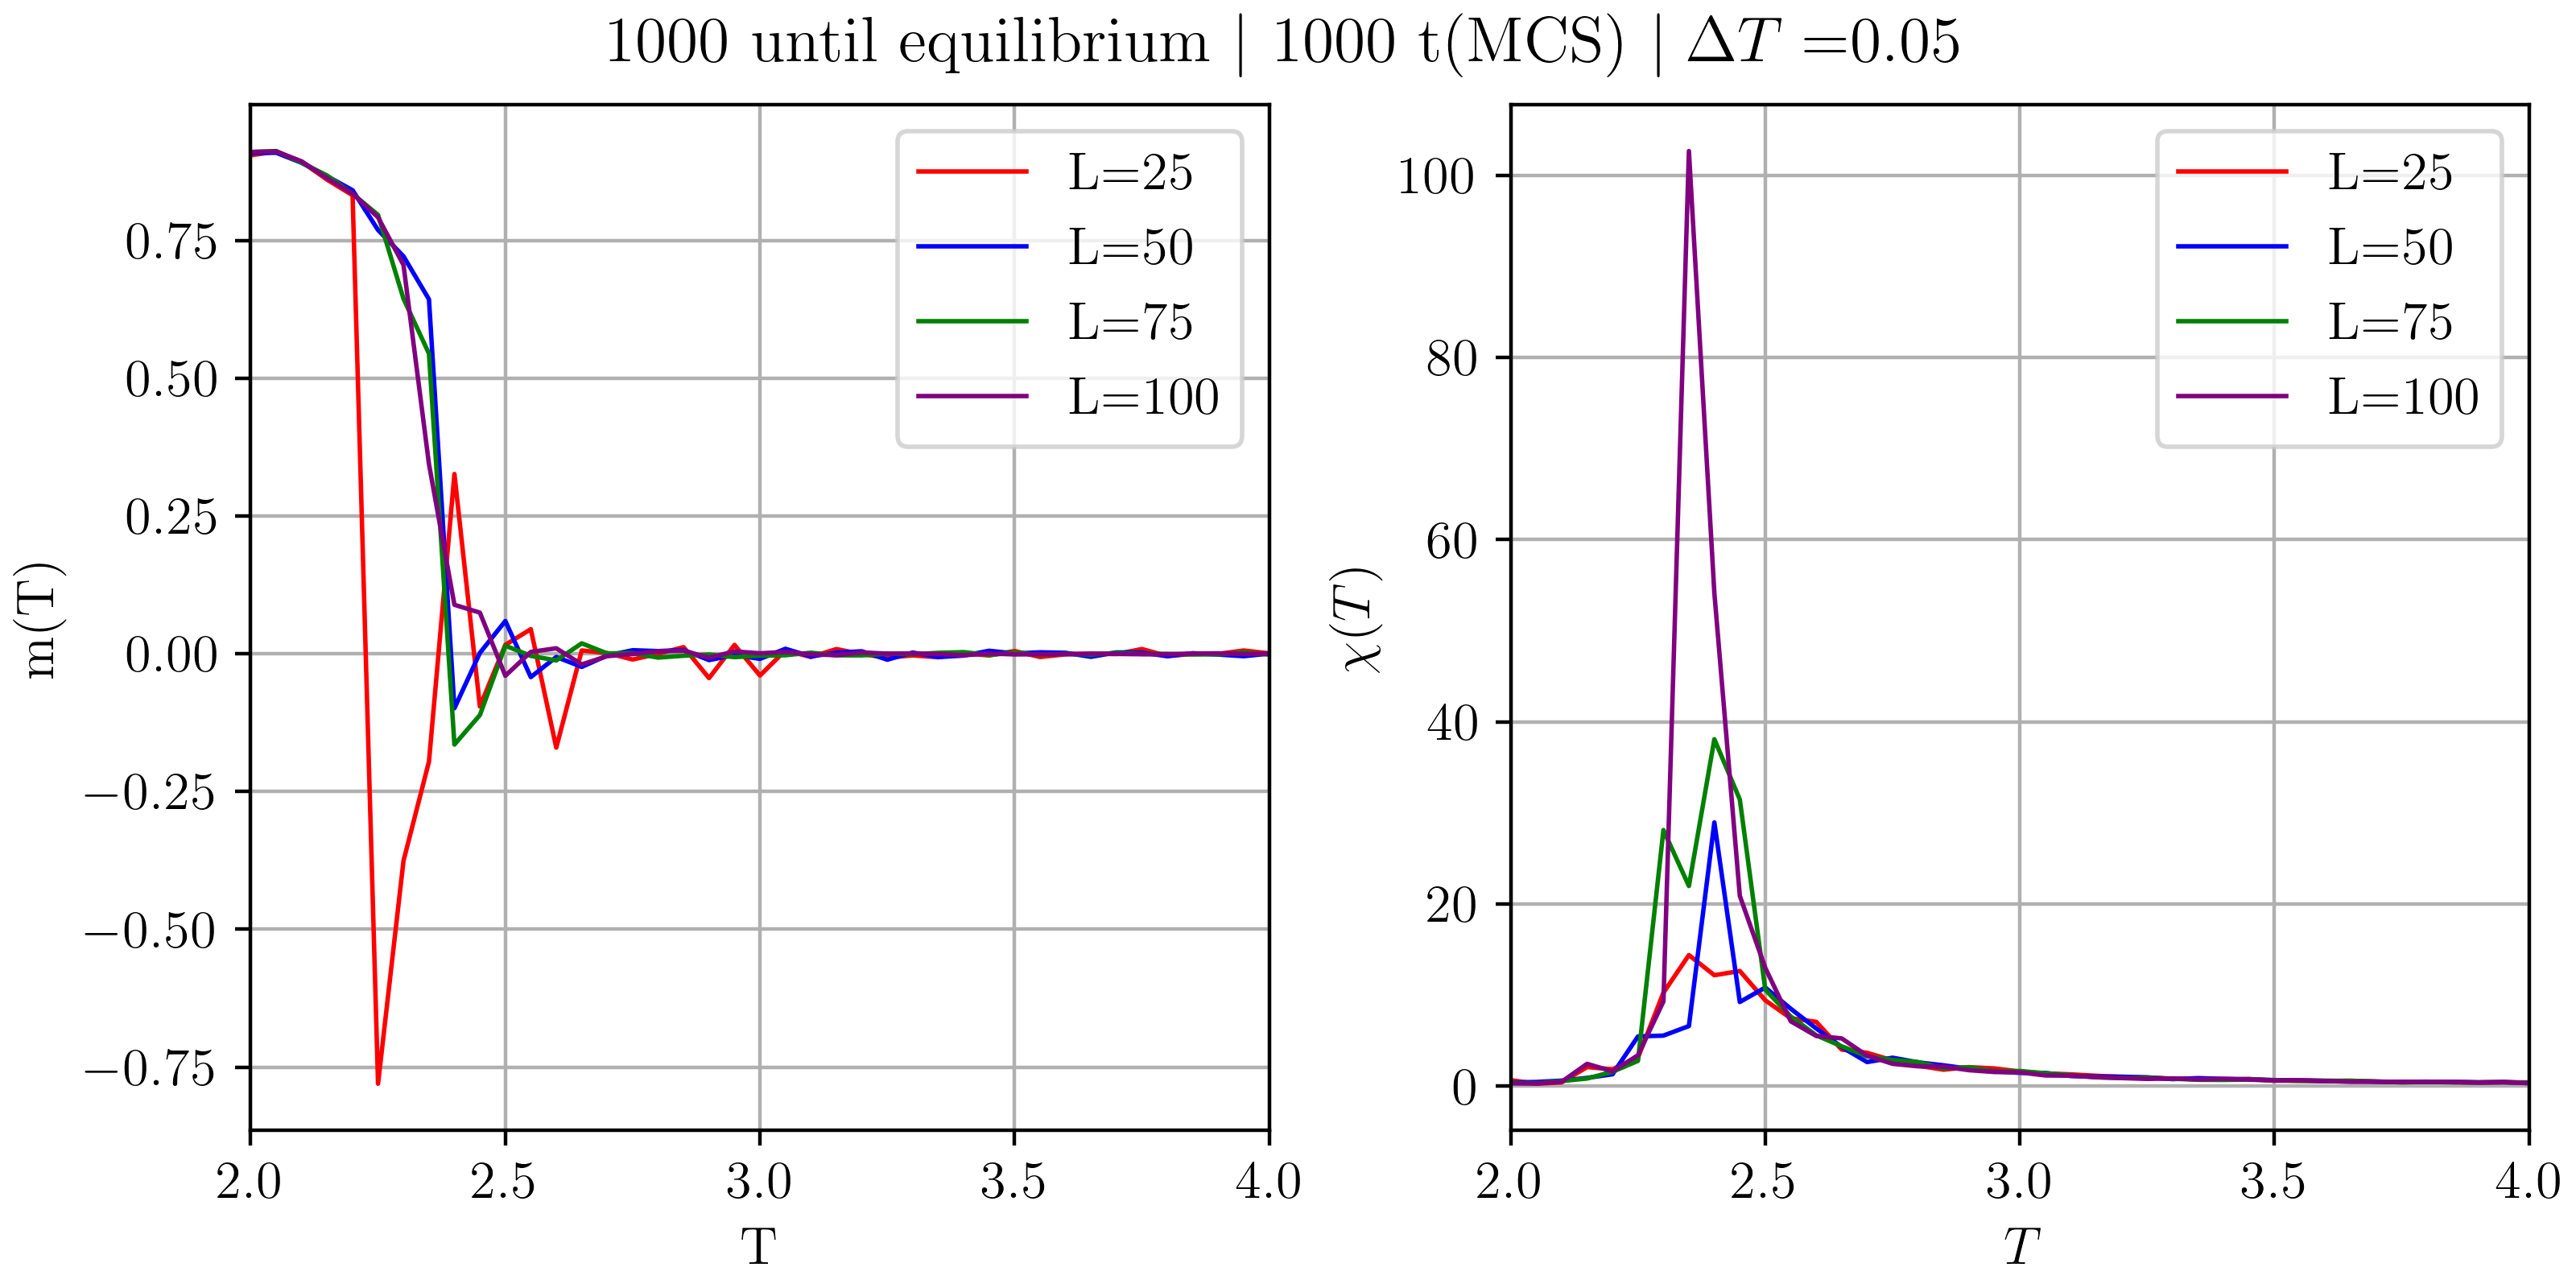 1000 until equilibrium | 1000 t(MCS) | ΔT =0.05
m(T)
0.75
0.50
0.25
0.00
−0.25
−0.50
−0.75
2.0 2.5 3.0 3.5 4.0
T
L=25
L=50
L=75
L=100
χ(T)
100
80
60
40
20
0
2.0 2.5 3.0 3.5 4.0
T
L=25
L=50
L=75
L=100